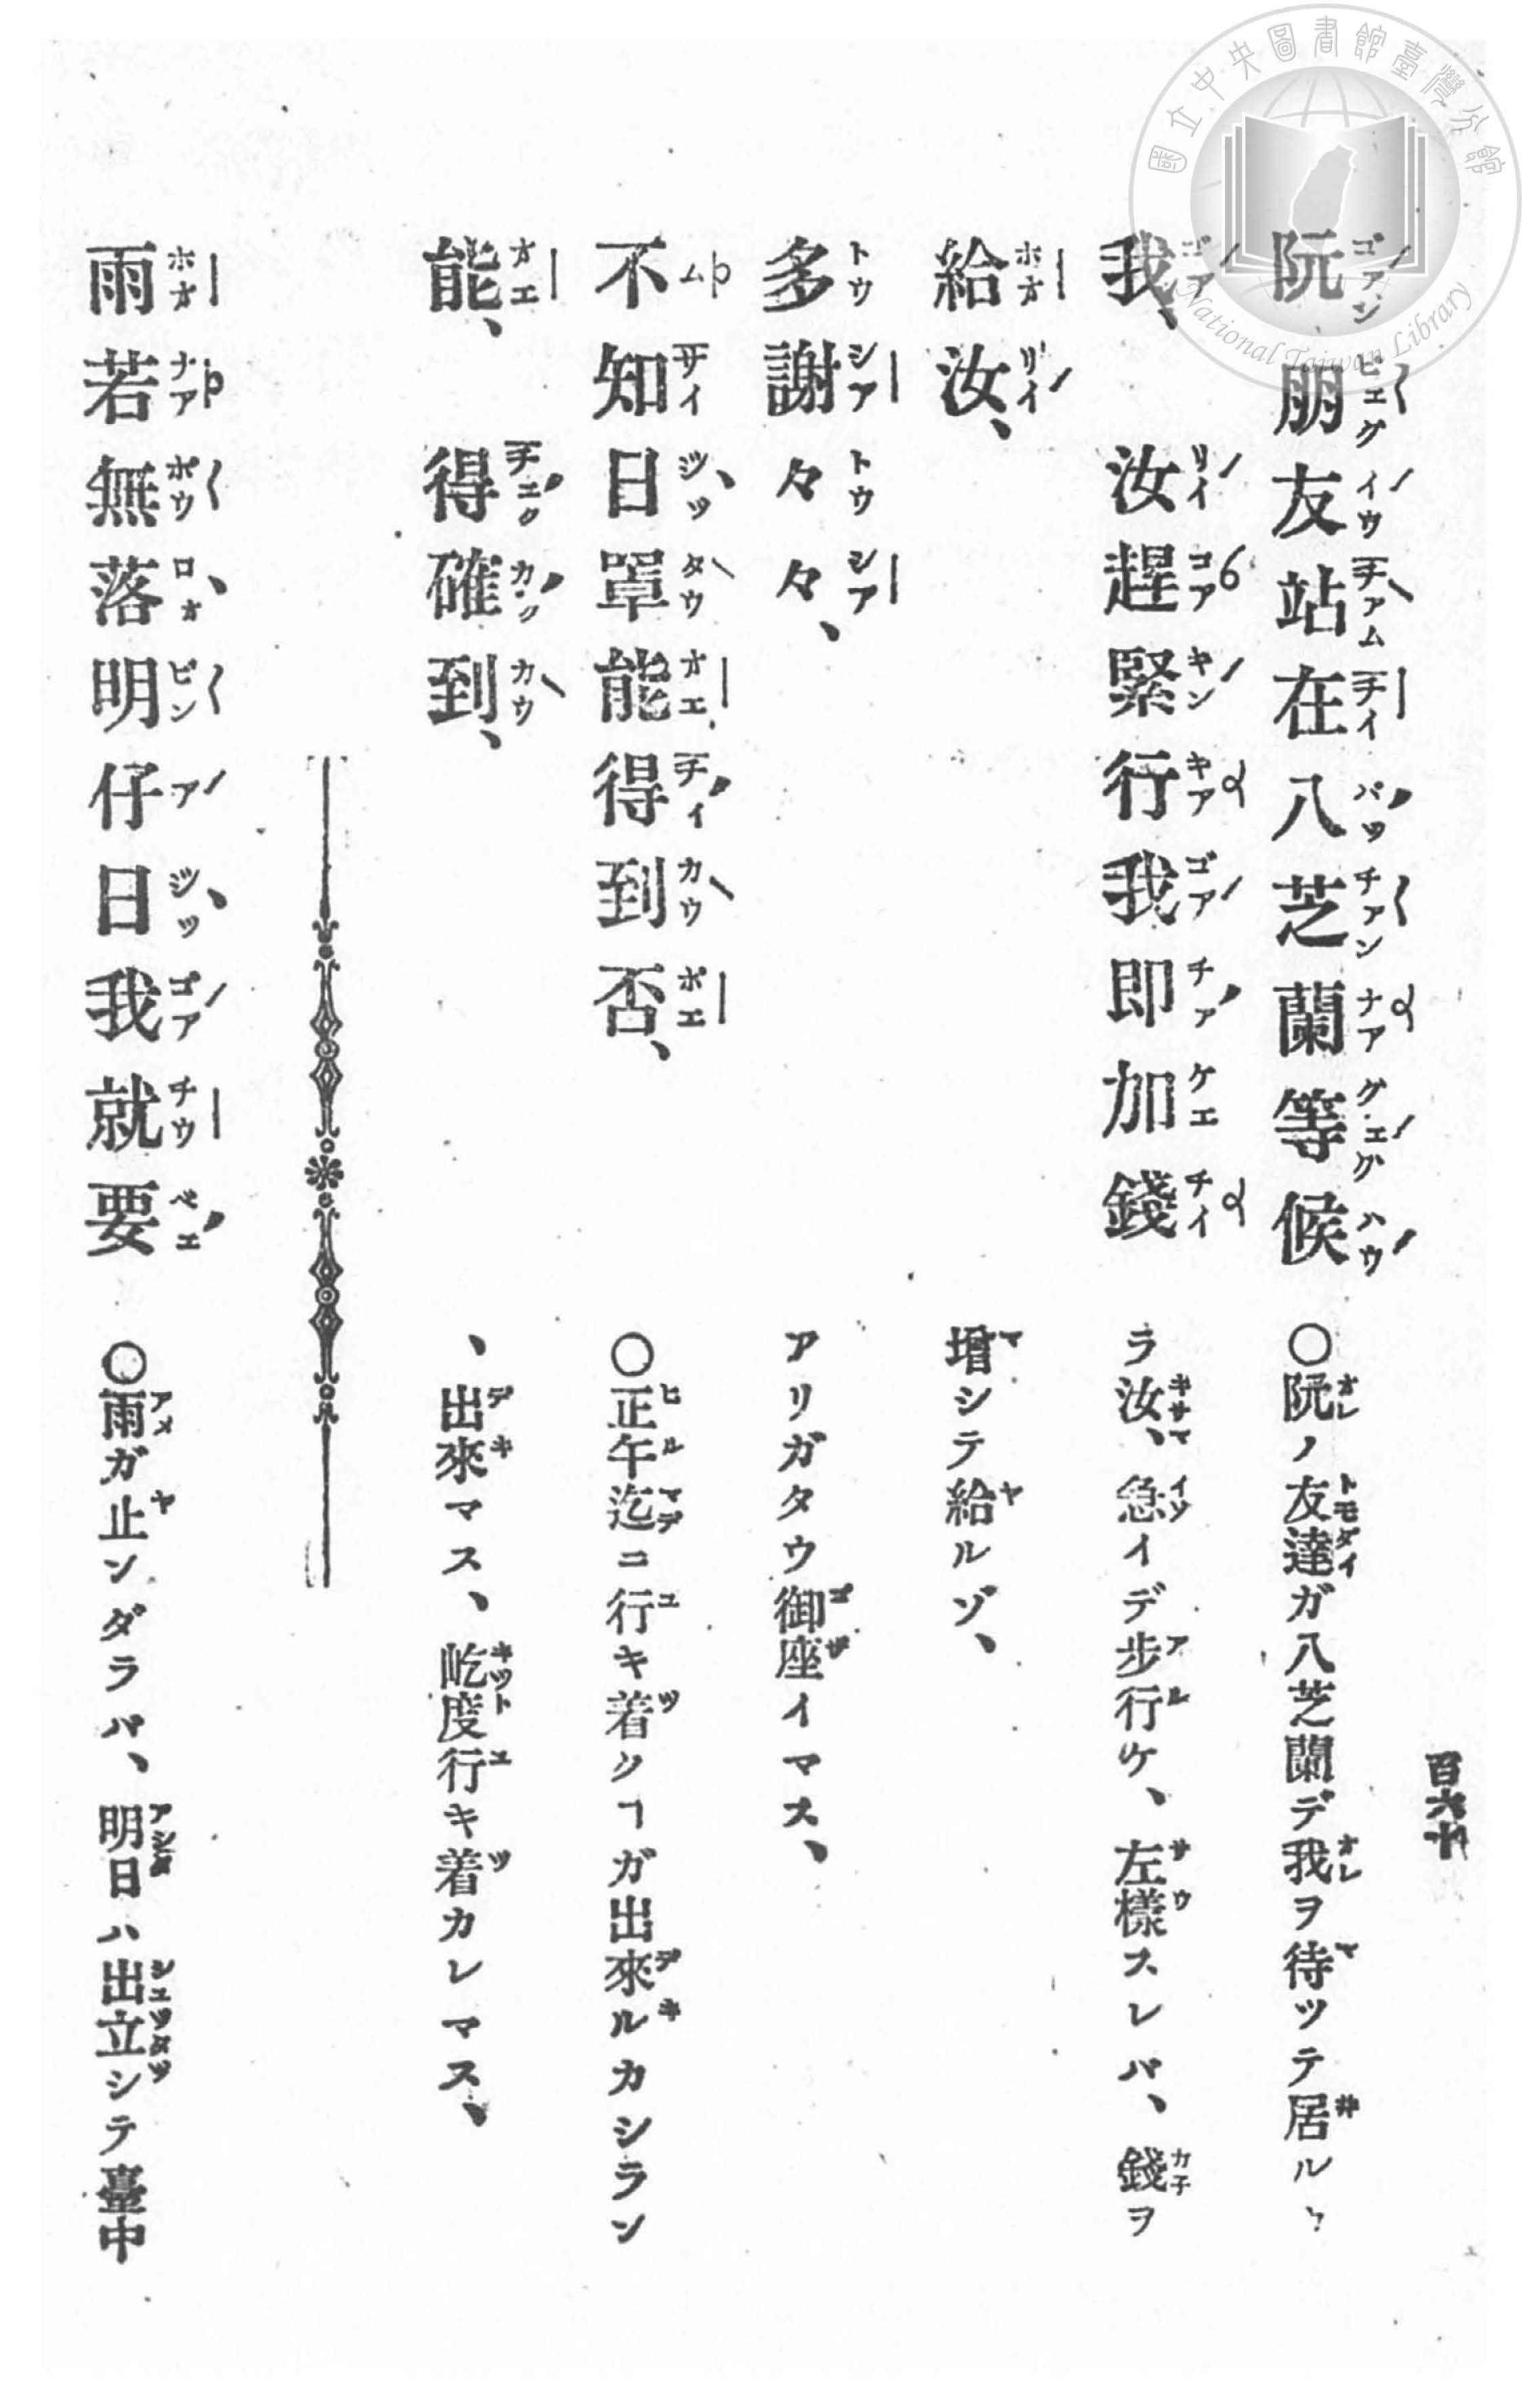 國立中央圖書館臺灣分館
National Taiwan Library
百六十
阮朋友站在八芝蘭等候
我、汝趕緊行我即加錢
給汝、
多謝々々、
不知日罩能得到否、
能、得確到、
雨若無落明仔日我就要
○阮ノ友達ガ八芝蘭デ我ヲ待ツテ居ルヽ
ラ汝、急イデ步行ケ、左樣スレバ、錢ヲ
增シテ給ルゾ、
アリガタウ御座イマス、
○正午迄ニ行キ着クヿガ出來ルカシラン
、出來マス、屹度行キ着カレマス、
○雨ガ止ンダラバ、明日ハ出立シテ臺中